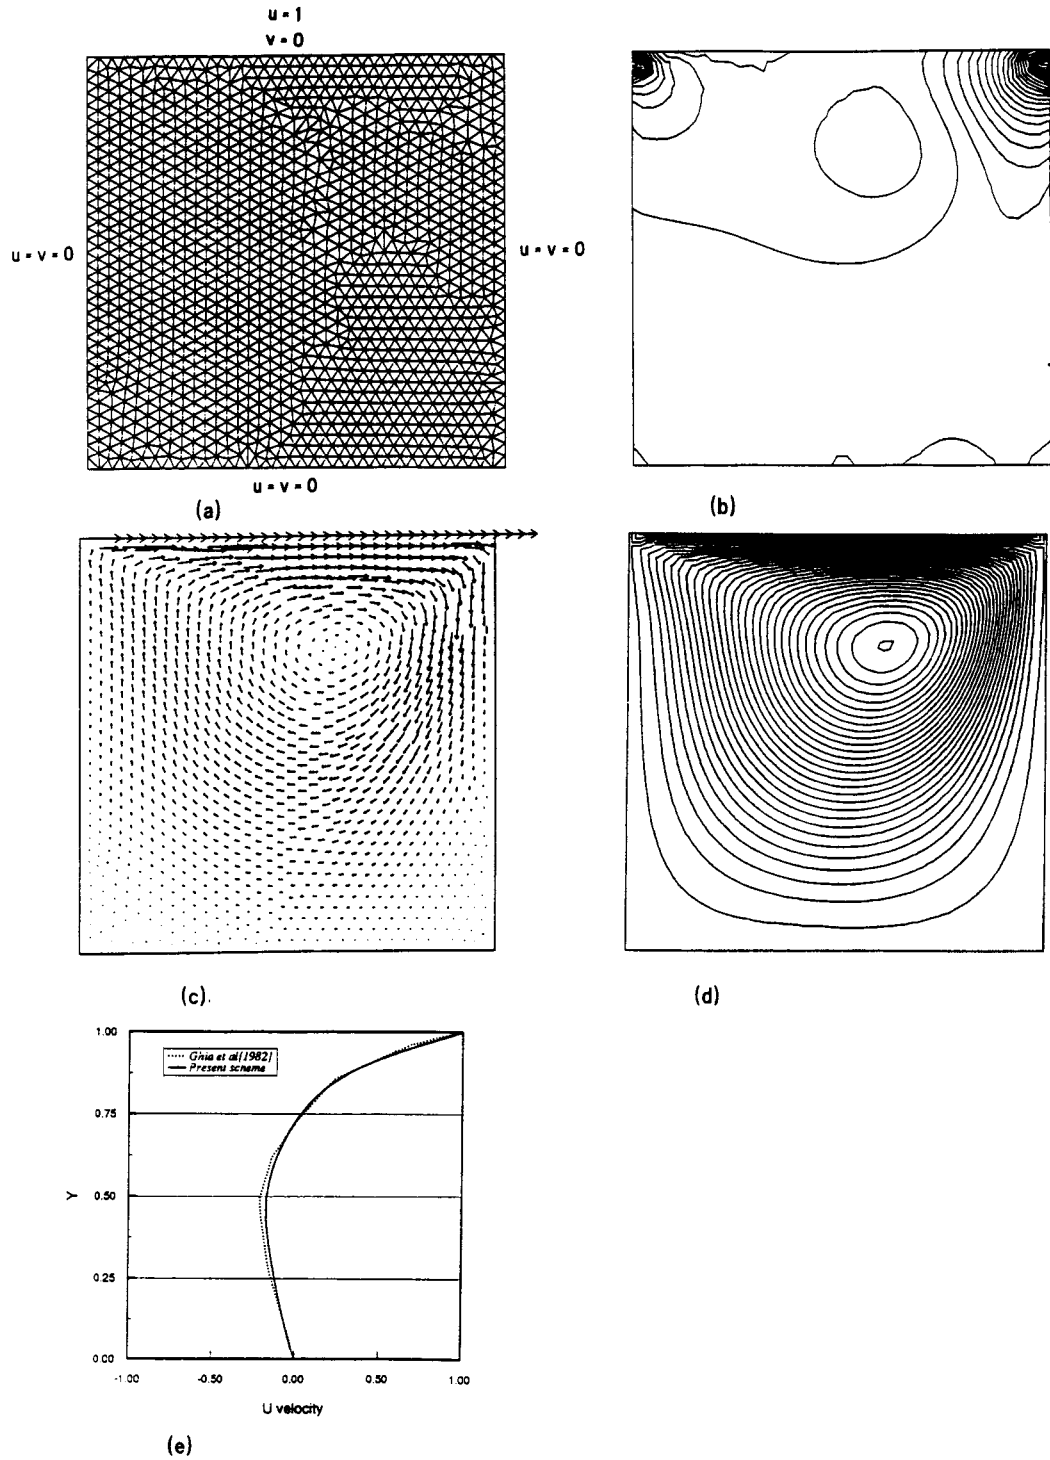 u=1
v=0
u=v=0
u=v=0
u=v=0
(a)
(b)
(c).
(d)
1.00
0.75
0.50
0.25
0.00
Y
Ghia et al[1982]
Present scheme
-1.00
-0.50
0.00
0.50
1.00
U velocity
(e)